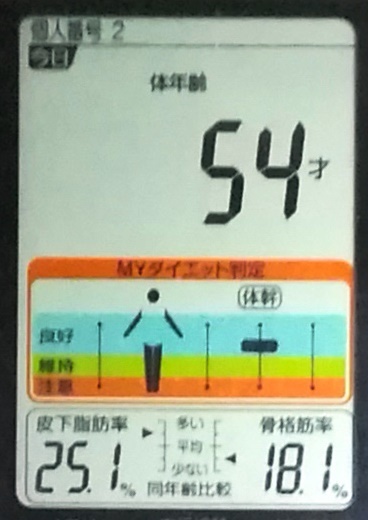 個人番号 2
今回
体年齢
54才
MYダイエット判定
体幹
良好
維持
注意
皮下脂肪率
25.1%
多い
平均
少ない
同年齢比較
骨格筋率
18.1%